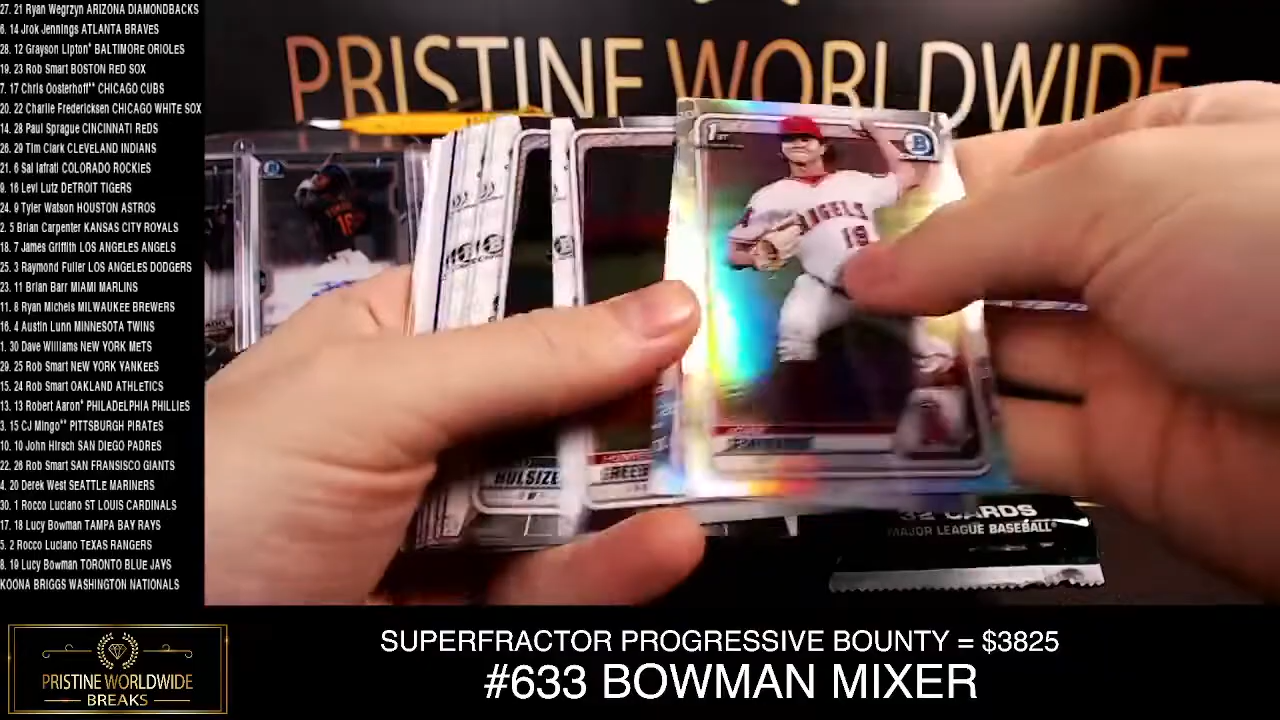 27. 21 Ryan Wegrzyn ARIZONA DIAMONDBACKS
6. 14 Jrok Jennings ATLANTA BRAVES
28. 12 Grayson Lipton* BALTIMORE ORIOLES
19. 23 Rob Smart BOSTON RED SOX
7. 17 Chris Oosterhoff** CHICAGO CUBS
20. 22 Charlie Fredericksen CHICAGO WHITE SOX
14. 28 Paul Sprague CINCINNATI REDS
26. 27im Clark CLEVELAND INDIANS
21. 6 Sal Iafrati COLORADO ROCKIES
9. 16 Levi Lutz DeTROIT TIGERS
24. 9 Tyler Watson HOUSTON ASTROS
2. 5 Brian Carpenter KANSAS CITY ROYALS
18. 7 James Griffith LOS ANGELES ANGELS
25. 3 Raymond Fuller LOS ANGELES DODGERS
23. 11 Brian Barr MIAMI MARLINS
11. 8 Ryan Michels MILWAUKEE BREWERS
16. 4 Austin Lunn MINNESOTA TWINS
1. 30 Dave Williams NEW YORK MeTS
29. 25 Rob Smart NEW YORK YANKEeS
15. 24 Rob Smart OAKLAND ATHLETICS
13. 13 Robert Aaron* PHILADELPHIA PHILLIES
3. 15 CJ Mingo** PITTSBURGH PIRATEs
10. 10 John Hirsch SAN DIEGO PADRES
22. 26 Rob Smart SAN FRANSISCO GIANTS
4. 20 Derek West SEATTLE MARINERS
30. 1 Rocco Luciano ST LOUIS CARDINALS
17. 18 Lucy Bowman TAMPA BAY RAYS
5. 2 Rocco Luciano TEXAS RANGERS
8. 19 Lucy Bowman TORONTO BLUE JAYS
KOONA BRIGGS WASHINGTON NATIONALS
PRISTINE WORLDWIDE
1ST
ANGELS
19
32 CARDS
MAJOR LEAGUE BASEBALL®
PRISTINE WORLDWIDE
BREAKS
SUPERFRACTOR PROGRESSIVE BOUNTY = $3825
#633 BOWMAN MIXER